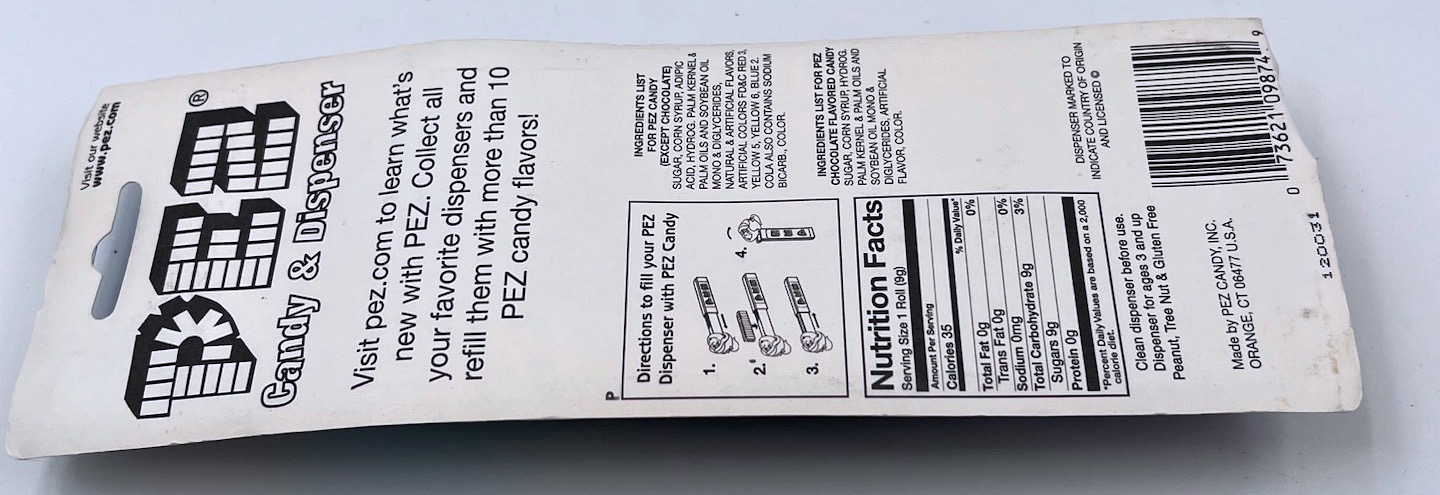 Visit our website
www.pez.com
PEZ®
Candy & Dispenser
Visit pez.com to learn what's
new with PEZ. Collect all
your favorite dispensers and
refill them with more than 10
PEZ candy flavors!
P
Directions to fill your PEZ
Dispenser with PEZ Candy
1.
2.
3.
4.
INGREDIENTS LIST
FOR PEZ CANDY
(EXCEPT CHOCOLATE)
SUGAR, CORN SYRUP, ADIPIC
ACID, HYDROG. PALM KERNEL &
PALM OILS AND SOYBEAN OIL
MONO & DIGLYCERIDES,
NATURAL & ARTIFICIAL FLAVORS,
ARTIFICIAL COLORS FD&C RED 3,
YELLOW 5, YELLOW 6, BLUE 2.
COLA ALSO CONTAINS SODIUM
BICARB., COLOR.
INGREDIENTS LIST FOR PEZ
CHOCOLATE FLAVORED CANDY
SUGAR, CORN SYRUP, HYDROG.
PALM KERNEL & PALM OILS AND
SOYBEAN OIL MONO &
DIGLYCERIDES, ARTIFICIAL
FLAVOR, COLOR.
Nutrition Facts
Serving Size 1 Roll (9g)
Amount Per Serving
Calories 35
% Daily Value*
Total Fat 0g 0%
Trans Fat 0g
Sodium 0mg 0%
Total Carbohydrate 9g 3%
Sugars 9g
Protein 0g
*Percent Daily Values are based on a 2,000
calorie diet.
DISPENSER MARKED TO
INDICATE COUNTRY OF ORIGIN
AND LICENSED ©
Clean dispenser before use.
Dispenser for ages 3 and up
Peanut, Tree Nut & Gluten Free
Made by PEZ CANDY, INC.
ORANGE, CT 06477 U.S.A.
0 73621 09874 9
120031